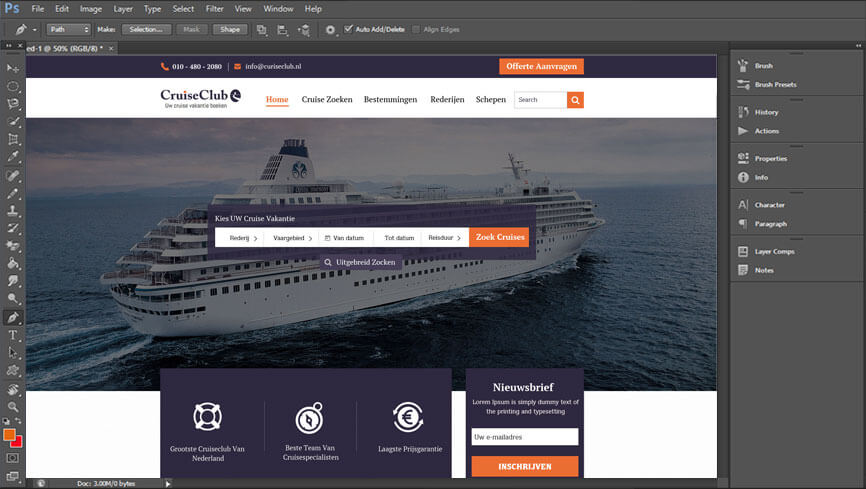 Ps File Edit Image Layer Type Select Filter View Window Help
Path Make: Selection... Mask Shape Auto Add/Delete Align Edges
ed-1 @ 50% (RGB/8) * ×
010 - 480 - 2080 info@curiseclub.nl Offerte Aanvragen
CruiseClub
Uw cruise vakantie boeken
Home Cruise Zoeken Bestemmingen Rederijen Schepen Search
Kies UW Cruise Vakantie
Rederij Vaargebied Van datum Tot datum Reisduur Zoek Cruises
Uitgebreid Zocken
Grootste Cruiseclub Van
Nederland
Beste Team Van
Cruisespecialisten
Laagste Prijsgarantie
Nieuwsbrief
Lorem Ipsum is simply dummy text of
the printing and typesetting
Uw e-mailadres
INSCHRIJVEN
Brush
Brush Presets
History
Actions
Properties
Info
Character
Paragraph
Layer Comps
Notes
Doc: 3.00M/0 bytes